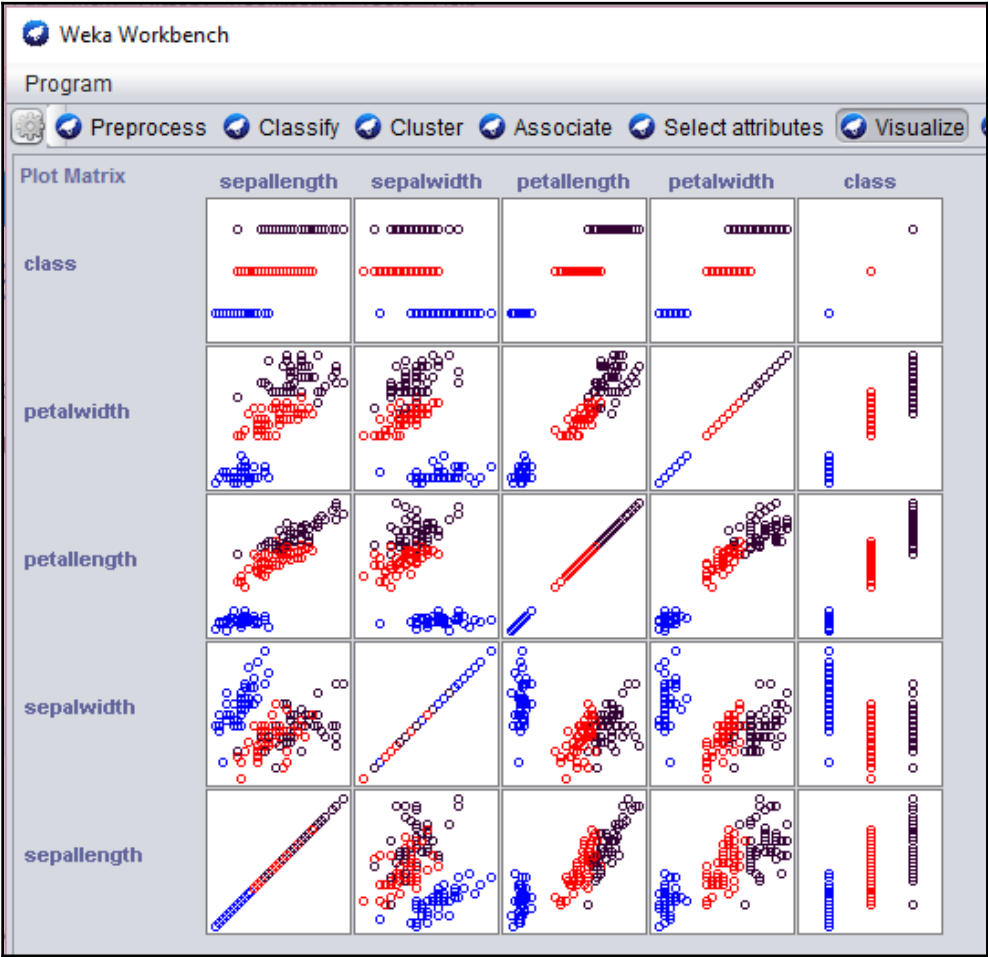 Weka Workbench
Program
Preprocess Classify Cluster Associate Select attributes Visualize
Plot Matrix sepallength sepalwidth petallength petalwidth class
class
petalwidth
petallength
sepalwidth
sepallength